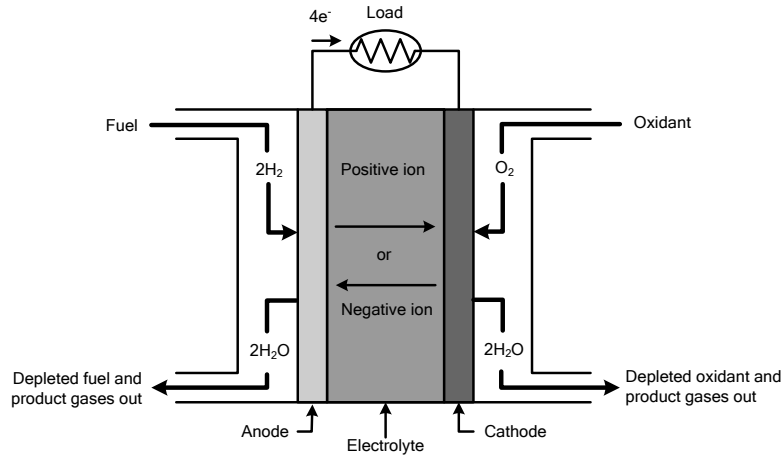 Load
4e⁻
Fuel
Oxidant
2H₂
Positive ion
O₂
or
Negative ion
2H₂O
2H₂O
Depleted fuel and
product gases out
Depleted oxidant and
product gases out
Anode
Electrolyte
Cathode